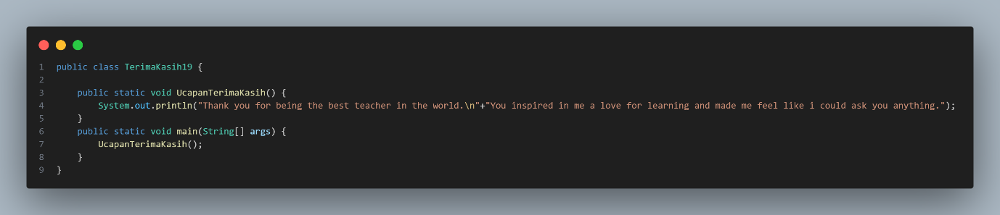 1 public class TerimaKasih19 {
2
3     public static void UcapanTerimaKasih() {
4         System.out.println("Thank you for being the best teacher in the world.\n"+"You inspired in me a love for learning and made me feel like i could ask you anything.");
5     }
6     public static void main(String[] args) {
7         UcapanTerimaKasih();
8     }
9 }